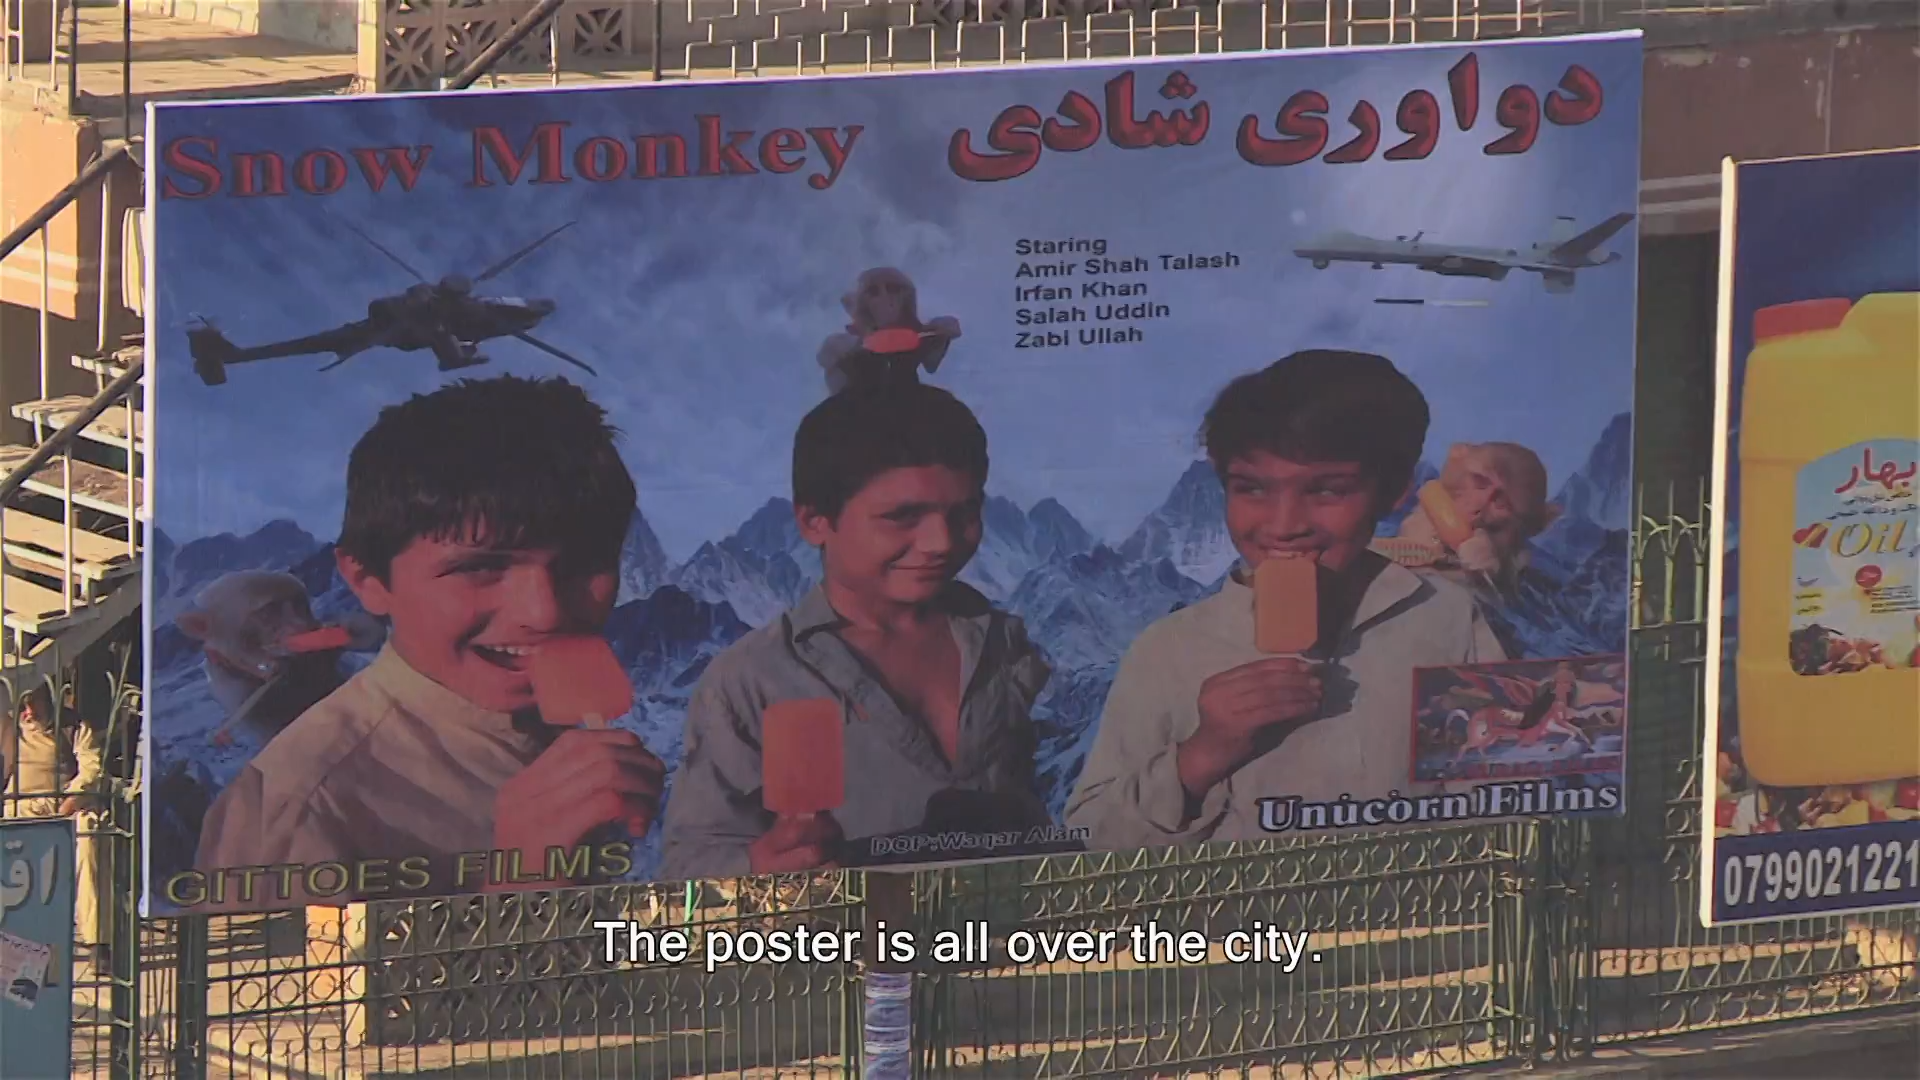 Snow Monkey
دواوری شادی
Staring
Amir Shah Talash
Irfan Khan
Salah Uddin
Zabi Ullah
Unucorn Films
DOP:Waqar Alam
GITTOES FILMS
بهار
Oil
0799021221
The poster is all over the city.